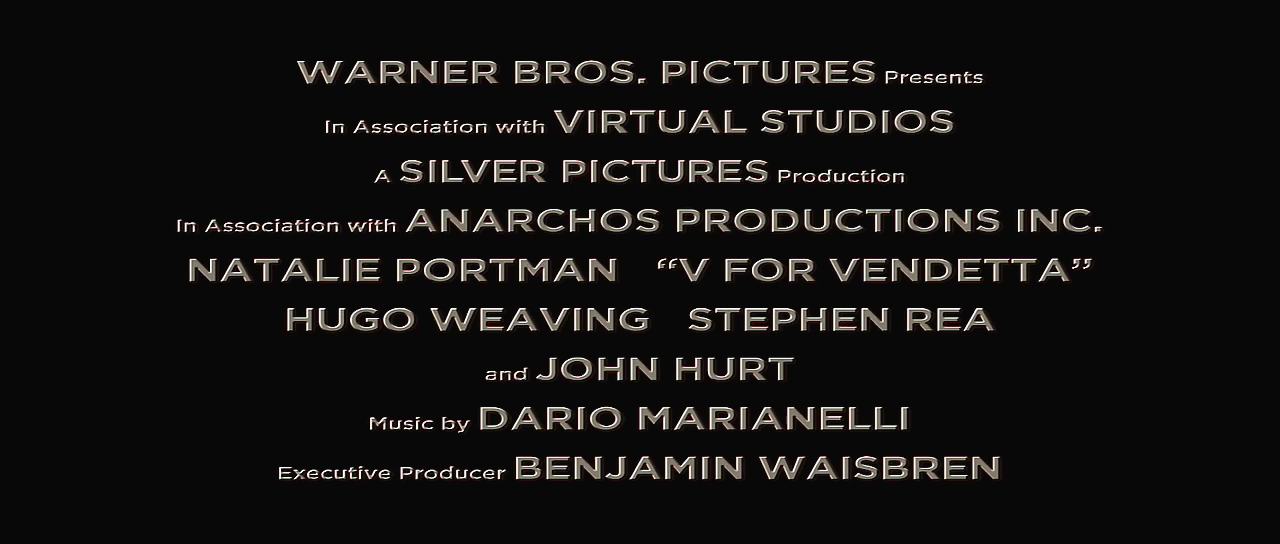 WARNER BROS. PICTURES Presents
In Association with VIRTUAL STUDIOS
A SILVER PICTURES Production
In Association with ANARCHOS PRODUCTIONS INC.
NATALIE PORTMAN “V FOR VENDETTA”
HUGO WEAVING STEPHEN REA
and JOHN HURT
Music by DARIO MARIANELLI
Executive Producer BENJAMIN WAISBREN